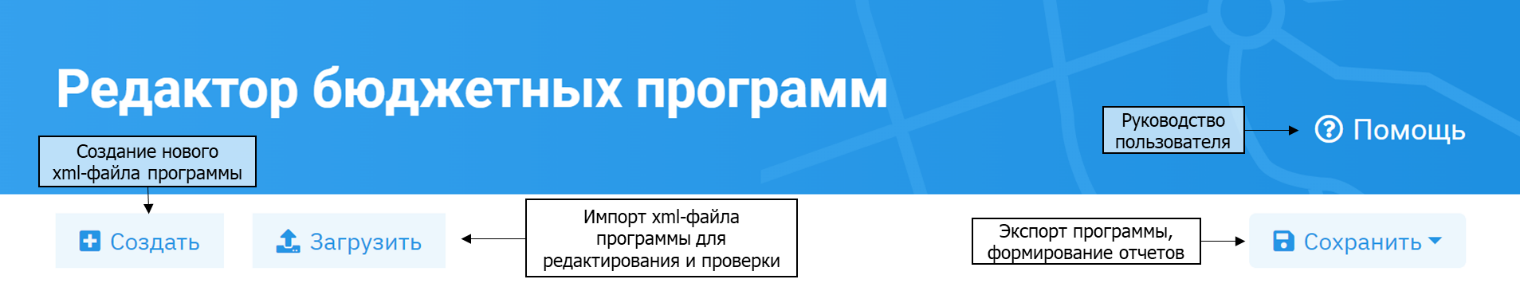 Редактор бюджетных программ
Руководство
пользователя
Помощь
Создание нового
xml-файла программы
Создать
Загрузить
Импорт xml-файла
программы для
редактирования и проверки
Экспорт программы,
формирование отчетов
Сохранить